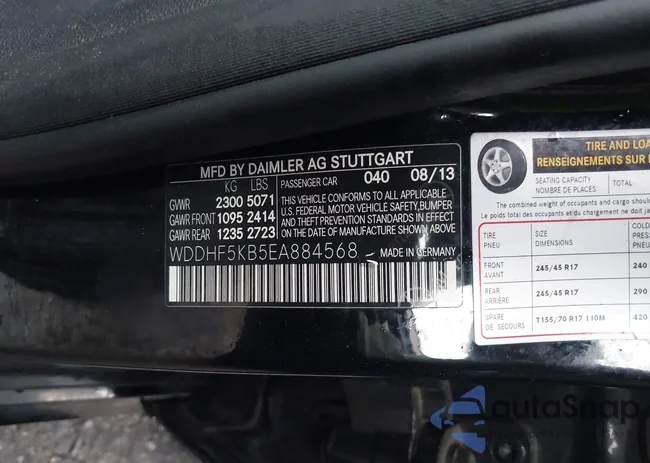 MFD BY DAIMLER AG STUTTGART
KG LBS
PASSENGER CAR 040 08/13
GVWR 2300 5071
GAWR FRONT 1095 2414
GAWR REAR 1235 2723
THIS VEHICLE CONFORMS TO ALL APPLICABLE
U.S. FEDERAL MOTOR VEHICLE SAFETY, BUMPER,
AND THEFT PREVENTION STANDARDS IN EFFECT
ON THE DATE OF MANUFACTURE SHOWN ABOVE.
WDDHF5KB5EA884568
MADE IN GERMANY
TIRE AND LOA
RENSEIGNEMENTS SUR
SEATING CAPACITY
NOMBRE DE PLACES
TOTAL
The combined weight of occupants and car
Le poids total des occupants et du chargement
TIRE
PNEU
SIZE
DIMENSIONS
COLD
PNEU
FRONT
AVANT
245/45 R17
240
REAR
ARRIÈRE
245/45 R17
290
SPARE
DE SECOURS
T155/70 R17 110M
420
autoSnap